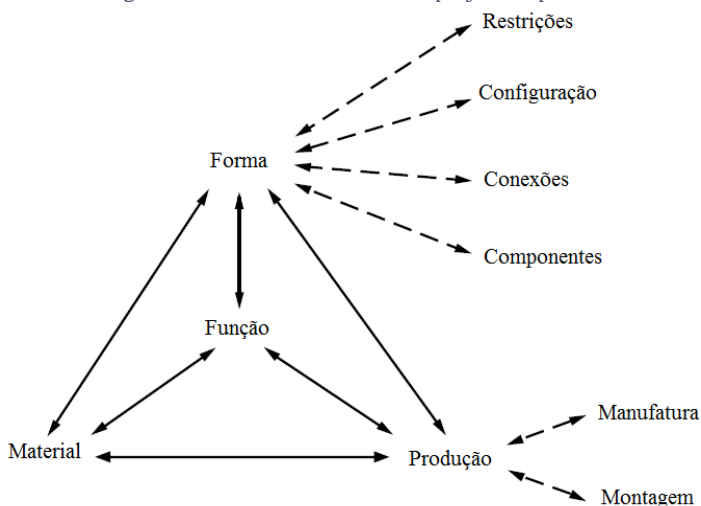 Restrições
Configuração
Forma
Conexões
Componentes
Função
Manufatura
Material
Produção
Montagem